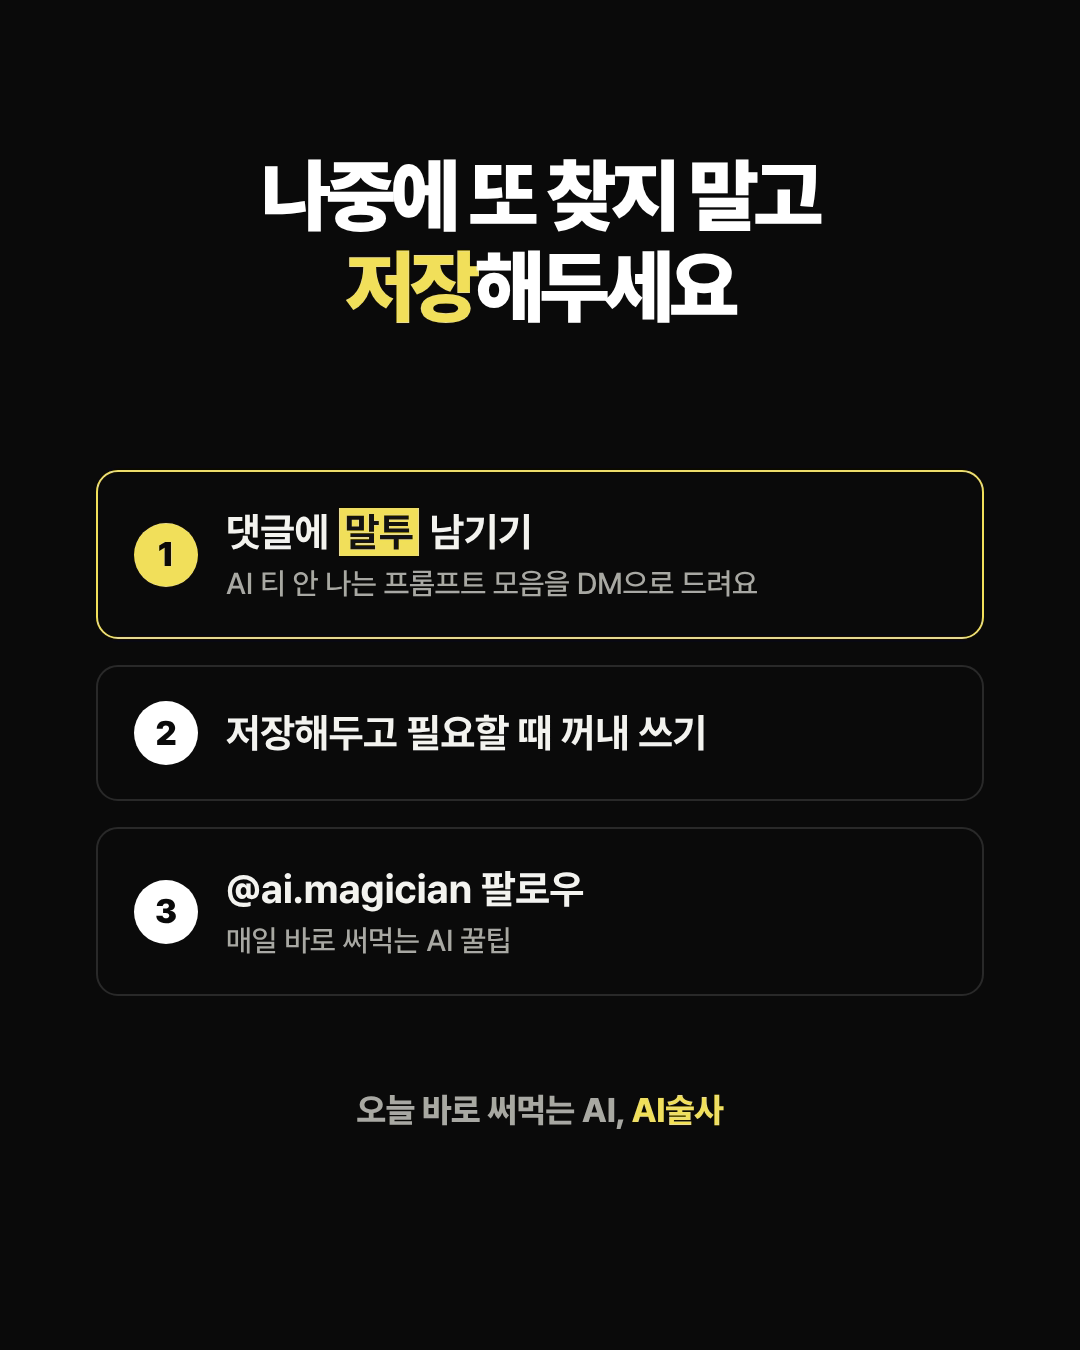 나중에 또 찾지 말고
저장해두세요
1
댓글에 말투 남기기
AI 티 안 나는 프롬프트 모음을 DM으로 드려요
2
저장해두고 필요할 때 꺼내 쓰기
3
@ai.magician 팔로우
매일 바로 써먹는 AI 꿀팁
오늘 바로 써먹는 AI, AI술사